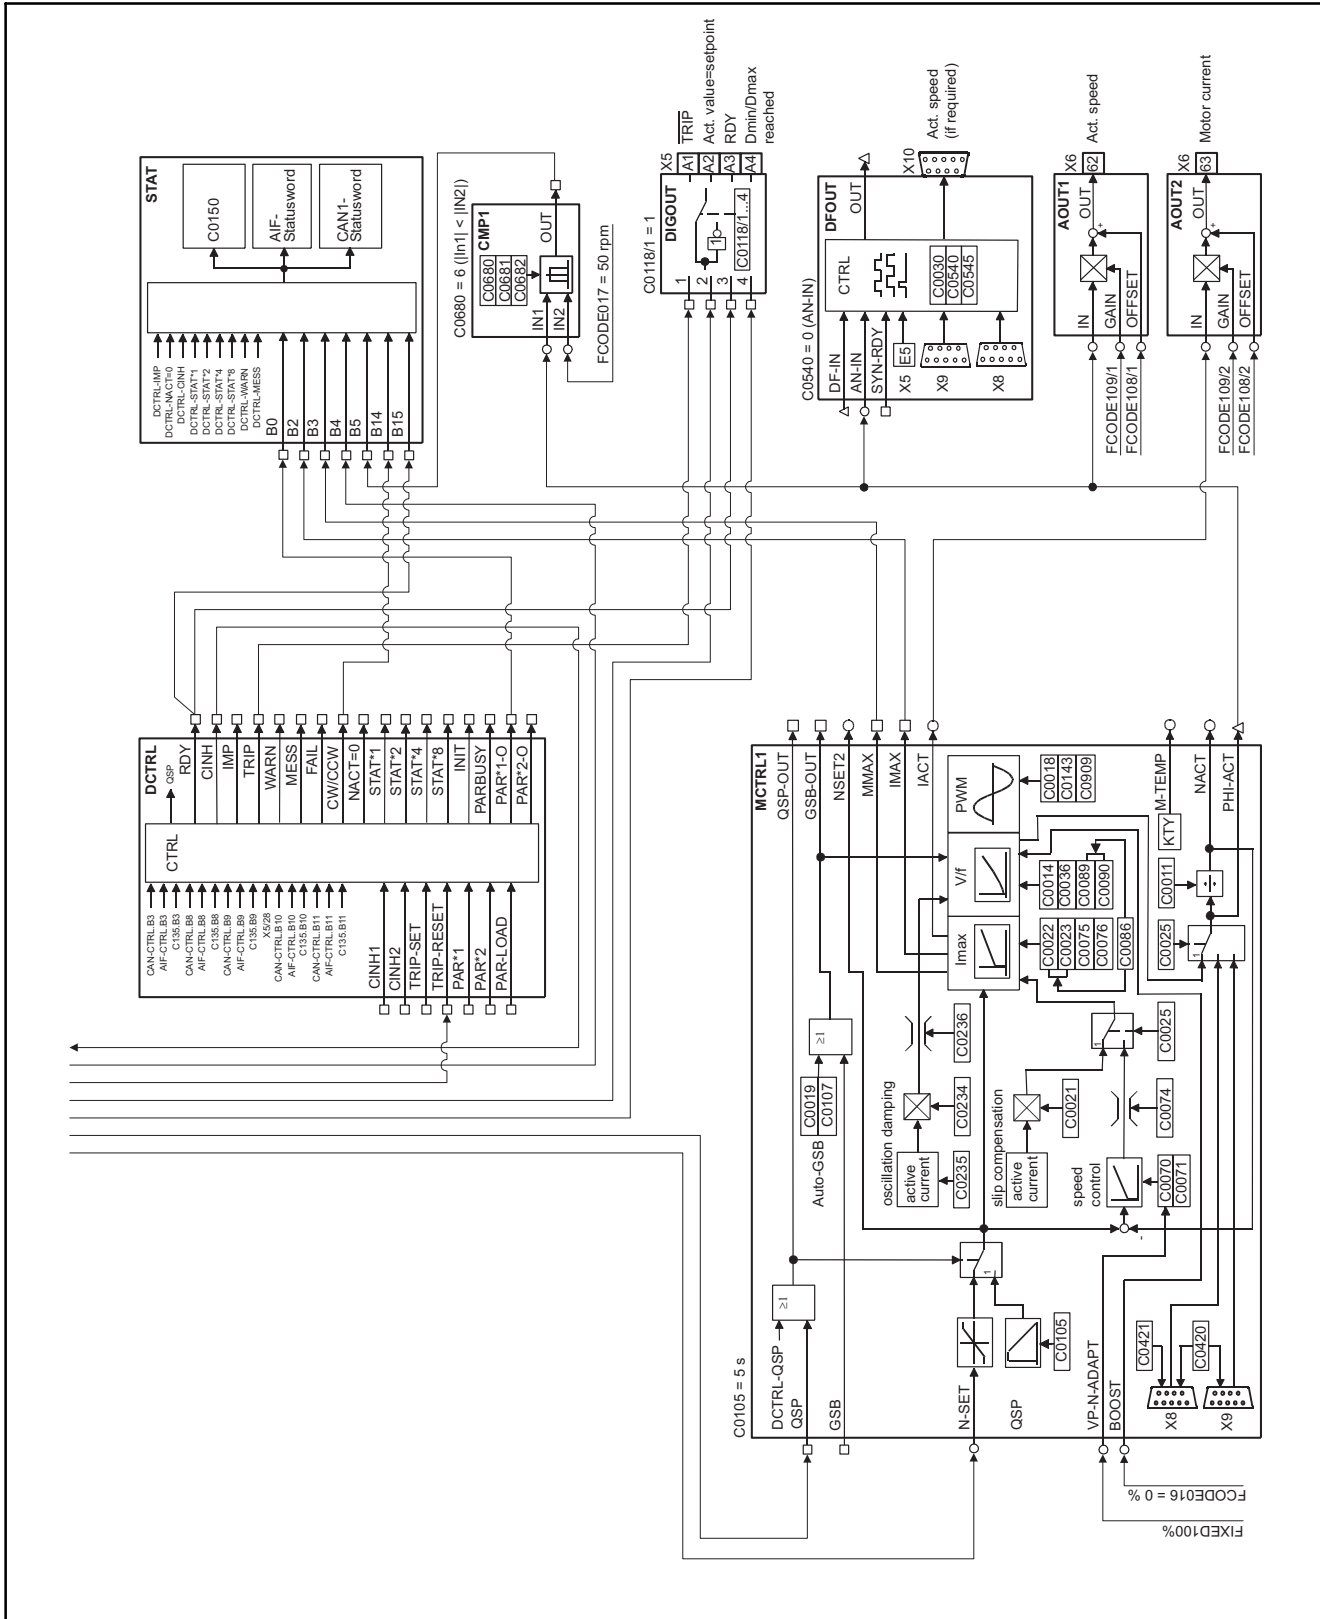 STAT
C0150
AIF-
Statusword
CAN1-
Statusword
DCTRL-IMP
DCTRL-NACT=0
DCTRL-CINH
DCTRL-STAT*1
DCTRL-STAT*2
DCTRL-STAT*4
DCTRL-STAT*8
DCTRL-WARN
DCTRL-MESS
B0
B2
B3
B4
B5
B14
B15
C0680 = 6 (|In1| < |IN2|)
CMP1
C0680
C0681
C0682
OUT
IN1
IN2
FCODE017 = 50 rpm
C0118/1 = 1
DIGOUT
X5
A1
A2
A3
A4
TRIP
Act. value=setpoint
RDY
Dmin/Dmax
reached
1
C0118/1...4
1
2
3
4
C0540 = 0 (AN-IN)
DFOUT
OUT
X10
Act. speed
(if required)
CTRL
C0030
C0540
C0545
DF-IN
AN-IN
SYN-RDY
X5
E5
X9
X8
AOUT1
X6
62
Act. speed
OUT
+
IN
GAIN
OFFSET
FCODE109/1
FCODE108/1
AOUT2
X6
63
Motor current
OUT
+
IN
GAIN
OFFSET
FCODE109/2
FCODE108/2
DCTRL
QSP
RDY
CINH
IMP
TRIP
WARN
MESS
FAIL
CW/CCW
NACT=0
STAT*1
STAT*2
STAT*4
STAT*8
INIT
PARBUSY
PAR*1-O
PAR*2-O
CTRL
CAN-CTRL.B3
AIF-CTRL.B3
C135.B3
CAN-CTRL.B8
AIF-CTRL.B8
C135.B8
CAN-CTRL.B9
AIF-CTRL.B9
C135.B9
X5/28
CAN-CTRL.B10
AIF-CTRL.B10
C135.B10
CAN-CTRL.B11
AIF-CTRL.B11
C135.B11
CINH1
CINH2
TRIP-SET
TRIP-RESET
PAR*1
PAR*2
PAR-LOAD
C0105 = 5 s
MCTRL1
QSP-OUT
GSB-OUT
NSET2
MMAX
IMAX
IACT
M-TEMP
NACT
PHI-ACT
PWM
C0018
C0143
C0909
V/f
C0014
C0036
C0089
C0090
Imax
C0022
C0023
C0075
C0076
C0086
KTY
C0011
C0025
1
≥1
C0019
C0107
Auto-GSB
C0236
oscillation damping
C0234
active
current
C0235
C0025
1
slip compensation
C0021
active
current
C0074
speed
control
C0070
C0071
-
1
≥1
DCTRL-QSP
QSP
GSB
N-SET
QSP
C0105
VP-N-ADAPT
BOOST
C0421
C0420
X8
X9
FCODE016 = 0 %
FIXED100%